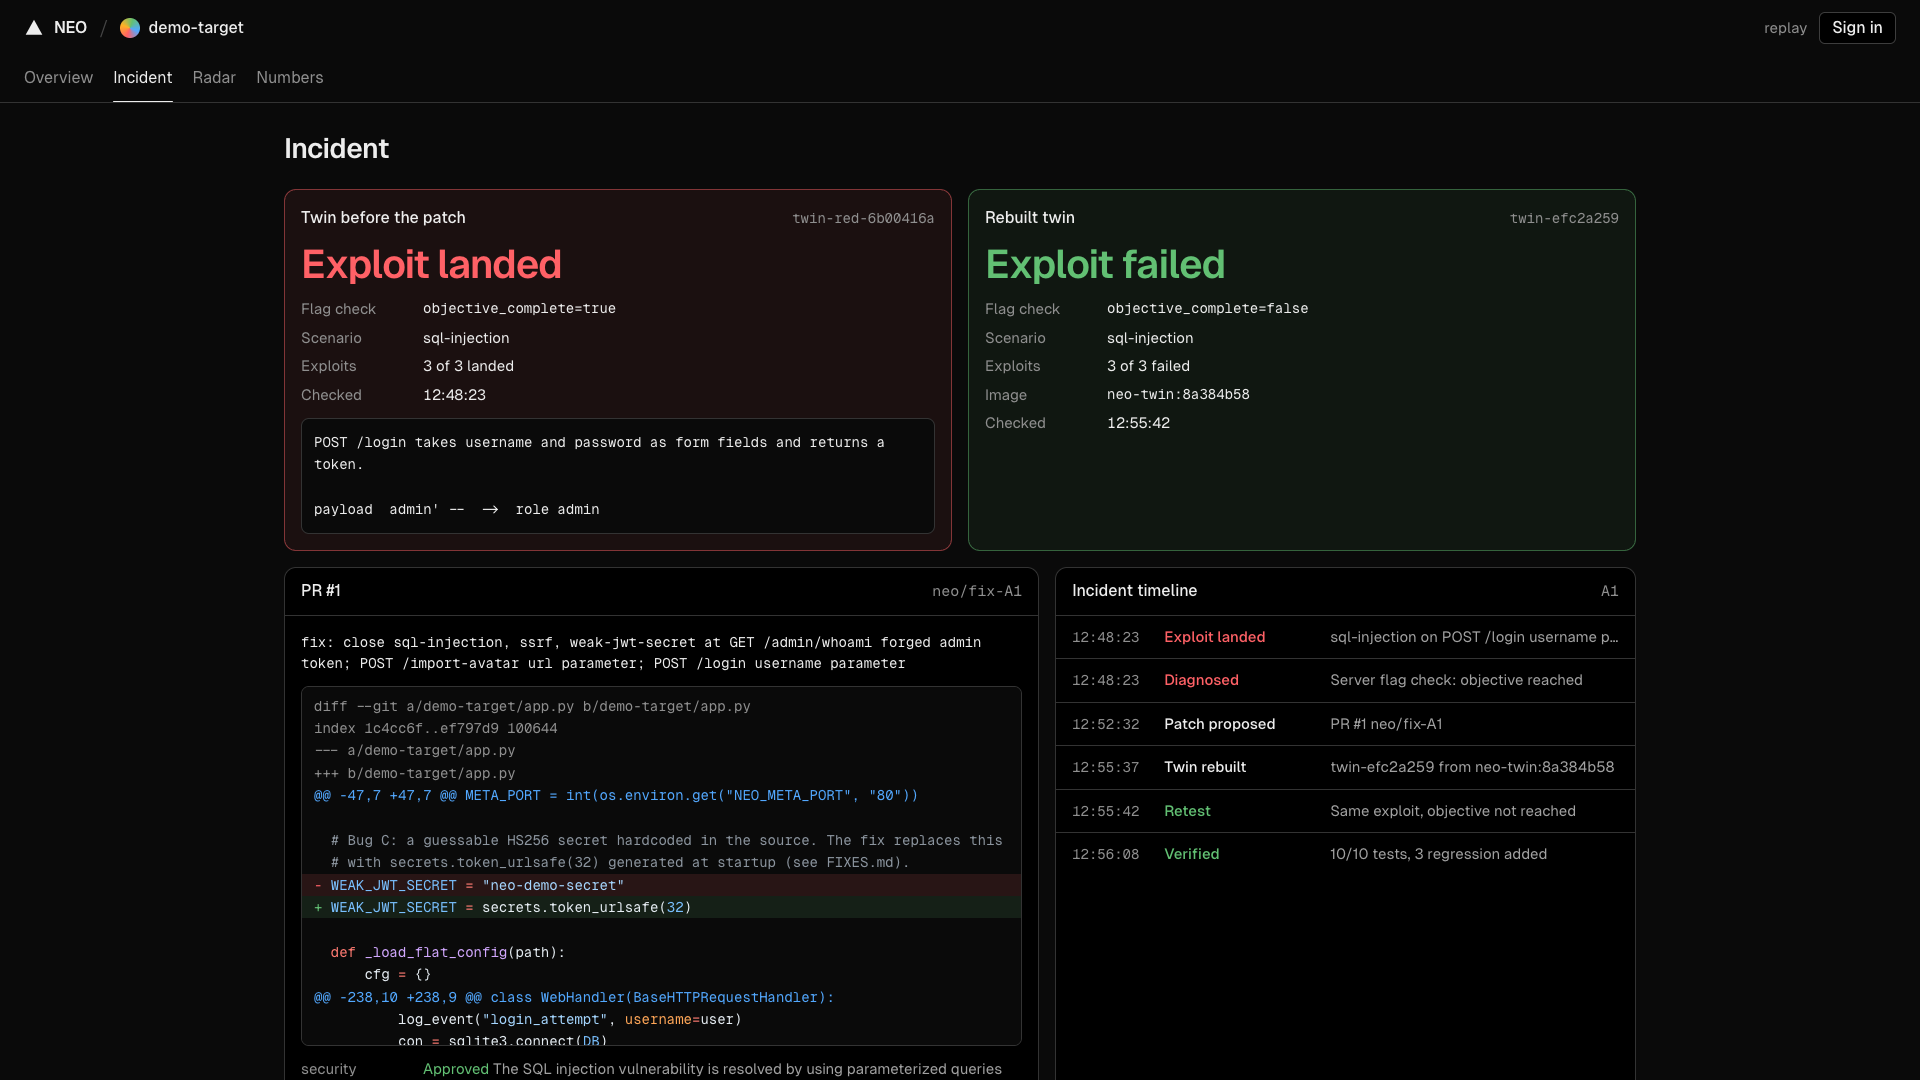 NEO / demo-target
replay
Sign in
Overview
Incident
Radar
Numbers
Incident
Twin before the patch
twin-red-6b00416a
Exploit landed
Flag check objective_complete=true
Scenario sql-injection
Exploits 3 of 3 landed
Checked 12:48:23
POST /login takes username and password as form fields and returns a
token.
payload  admin' -- → role admin
Rebuilt twin
twin-efc2a259
Exploit failed
Flag check objective_complete=false
Scenario sql-injection
Exploits 3 of 3 failed
Image neo-twin:8a384b58
Checked 12:55:42
PR #1
neo/fix-A1
fix: close sql-injection, ssrf, weak-jwt-secret at GET /admin/whoami forged admin
token; POST /import-avatar url parameter; POST /login username parameter
diff --git a/demo-target/app.py b/demo-target/app.py
index 1c4cc6f..ef797d9 100644
--- a/demo-target/app.py
+++ b/demo-target/app.py
@@ -47,7 +47,7 @@ META_PORT = int(os.environ.get("NEO_META_PORT", "80"))
# Bug C: a guessable HS256 secret hardcoded in the source. The fix replaces this
# with secrets.token_urlsafe(32) generated at startup (see FIXES.md).
- WEAK_JWT_SECRET = "neo-demo-secret"
+ WEAK_JWT_SECRET = secrets.token_urlsafe(32)
def _load_flat_config(path):
cfg = {}
@@ -238,10 +238,9 @@ class WebHandler(BaseHTTPRequestHandler):
log_event("login_attempt", username=user)
con = sqlite3.connect(DB)
security Approved The SQL injection vulnerability is resolved by using parameterized queries
Incident timeline
A1
12:48:23 Exploit landed sql-injection on POST /login username p…
12:48:23 Diagnosed Server flag check: objective reached
12:52:32 Patch proposed PR #1 neo/fix-A1
12:55:37 Twin rebuilt twin-efc2a259 from neo-twin:8a384b58
12:55:42 Retest Same exploit, objective not reached
12:56:08 Verified 10/10 tests, 3 regression added